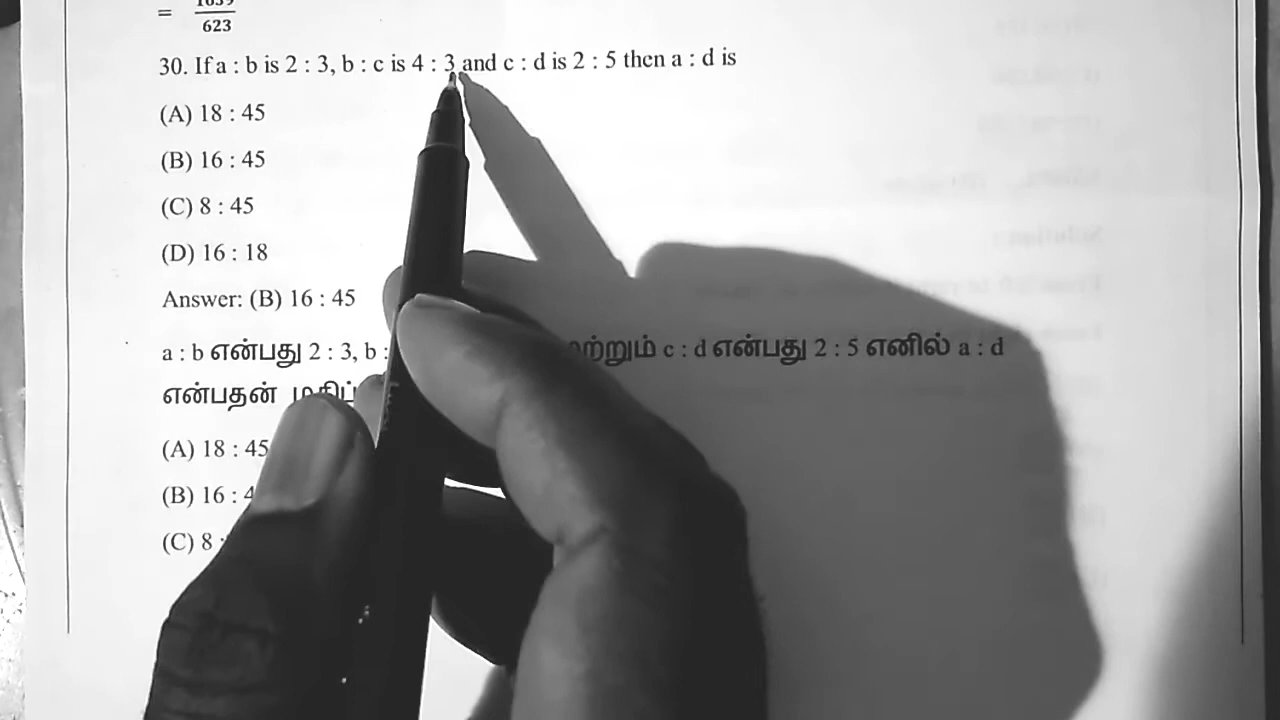 =
623
30. If a : b is 2 : 3, b : c is 4 : 3 and c : d is 2 : 5 then a : d is
(A) 18 : 45
(B) 16 : 45
(C) 8 : 45
(D) 16 : 18
Answer: (B) 16 : 45
a : b என்பது 2 : 3, b : c : d என்பது 2 : 5 எனில் a : d
என்பதன்
(A) 18 : 45
(B) 16 :
(C) 8